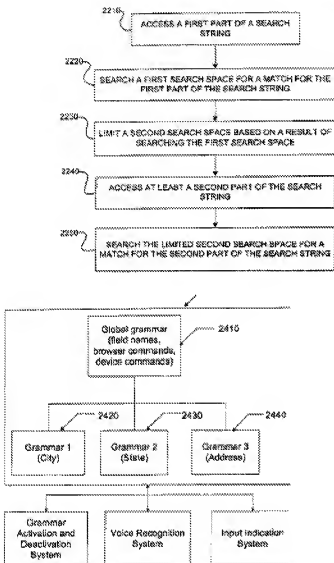 2210
ACCESS A FIRST PART OF A SEARCH
STRING
2220
SEARCH A FIRST SEARCH SPACE FOR A MATCH FOR THE
FIRST PART OF THE SEARCH STRING
2230
LIMIT A SECOND SEARCH SPACE BASED ON A RESULT OF
SEARCHING THE FIRST SEARCH SPACE
2240
ACCESS AT LEAST A SECOND PART OF THE SEARCH
STRING
2250
SEARCH THE LIMITED SECOND SEARCH SPACE FOR A
MATCH FOR THE SECOND PART OF THE SEARCH STRING
Global grammar
(field names,
browser commands,
device commands)
2410
2420
2430
2440
Grammar 1
(City)
Grammar 2
(State)
Grammar 3
(Address)
Grammar
Activation and
Deactivation
System
Voice Recognition
System
Input Indication
System